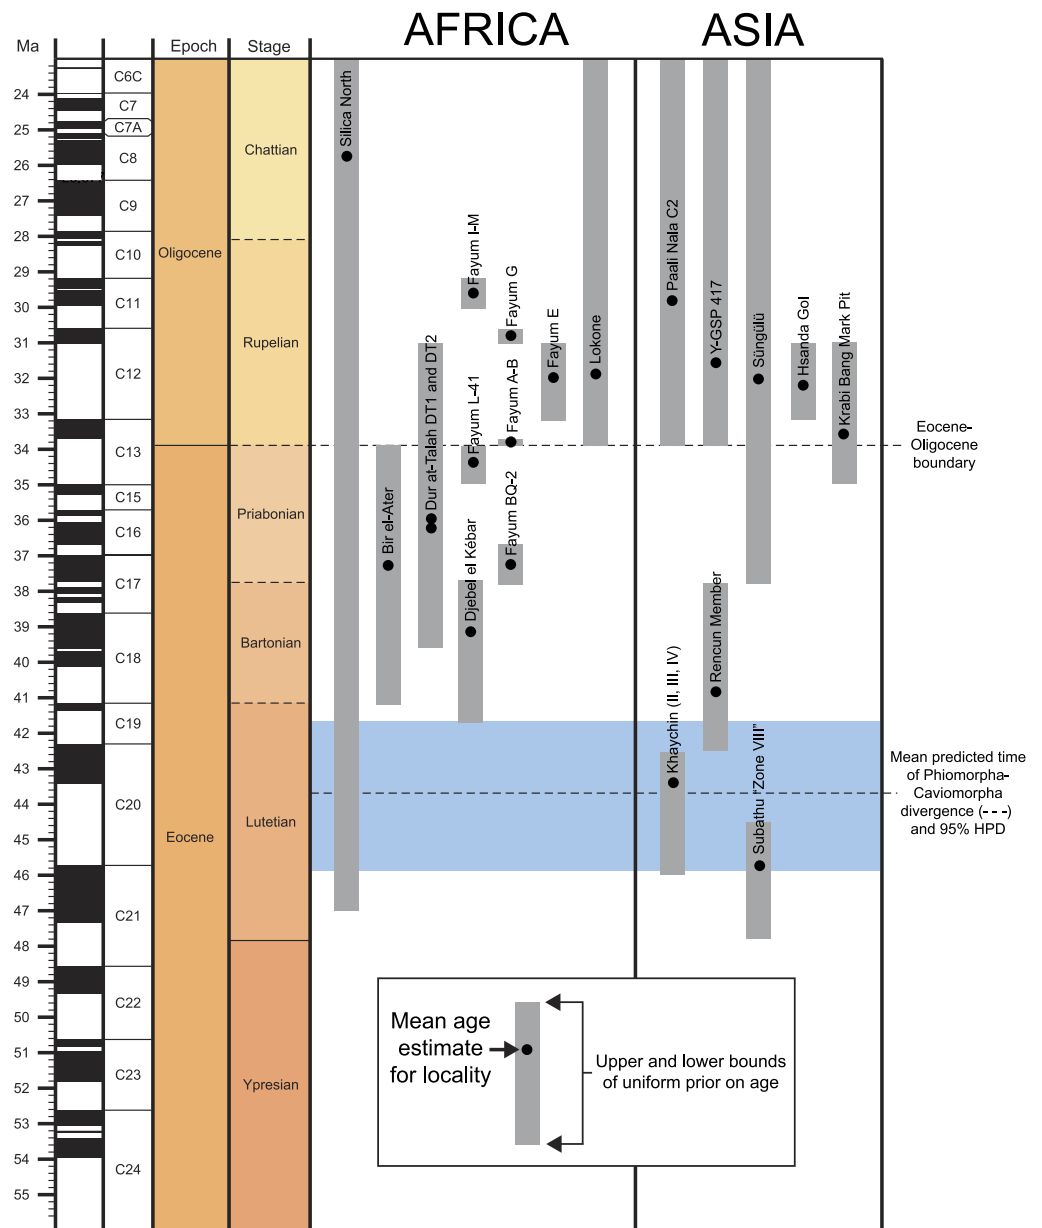 AFRICA
ASIA
Ma
Epoch
Stage
24
25
26
27
28
29
30
31
32
33
34
35
36
37
38
39
40
41
42
43
44
45
46
47
48
49
50
51
52
53
54
55
C6C
C7
C7A
C8
C9
C10
C11
C12
C13
C15
C16
C17
C18
C19
C20
C21
C22
C23
C24
Oligocene
Eocene
Chattian
Rupelian
Priabonian
Bartonian
Lutetian
Ypresian
Silica North
Bir el-Ater
Dur at-Talah DT1 and DT2
Fayum I-M
Fayum L-41
Djebel el Kébar
Fayum G
Fayum A-B
Fayum BQ-2
Fayum E
Lokone
Paali Nala C2
Khaychin (II, III, IV)
Y-GSP 417
Rencun Member
Süngülü
Subathu "Zone VIII"
Hsanda Gol
Krabi Bang Mark Pit
Eocene-
Oligocene
boundary
Mean predicted time
of Phiomorpha-
Caviomorpha
divergence (---)
and 95% HPD
Mean age
estimate
for locality
Upper and lower bounds
of uniform prior on age